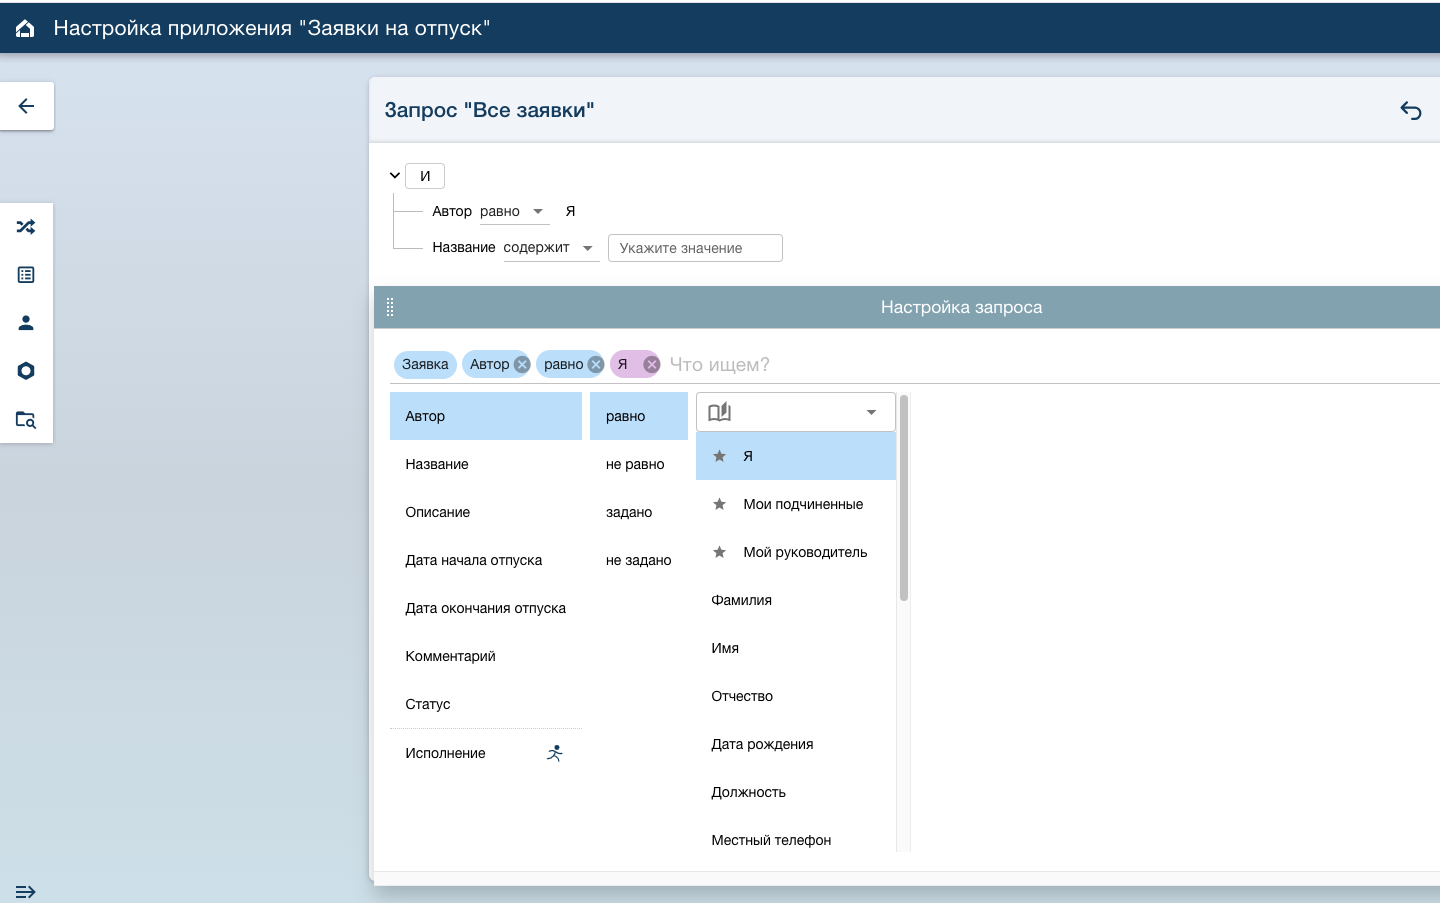 Настройка приложения "Заявки на отпуск"
Запрос "Все заявки"
И
Автор равно Я
Название содержит Укажите значение
Настройка запроса
Заявка Автор равно Я Что ищем?
Автор равно
Я
Название не равно
Мои подчиненные
Описание задано
Мой руководитель
Дата начала отпуска не задано
Фамилия
Дата окончания отпуска
Имя
Комментарий
Отчество
Статус
Дата рождения
Исполнение
Должность
Местный телефон